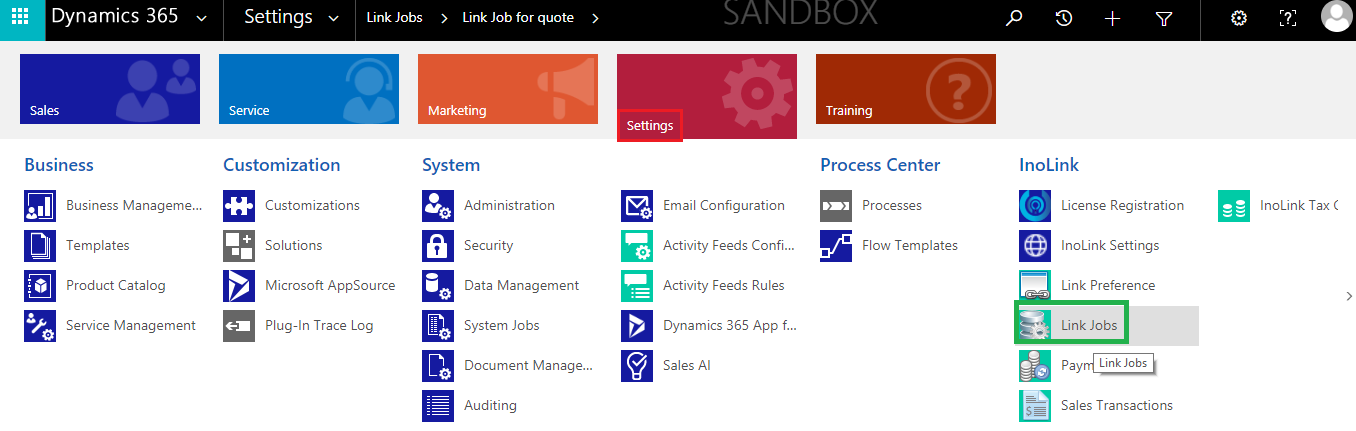 Dynamics 365 Settings Link Jobs Link Job for quote SANDBOX
Sales
Service
Marketing
Settings
Training
Business
Business Manageme...
Templates
Product Catalog
Service Management
Customization
Customizations
Solutions
Microsoft AppSource
Plug-In Trace Log
System
Administration
Security
Data Management
System Jobs
Document Manage...
Auditing
Email Configuration
Activity Feeds Confi...
Activity Feeds Rules
Dynamics 365 App f...
Sales AI
Process Center
Processes
Flow Templates
InoLink
License Registration
InoLink Settings
Link Preference
Link Jobs
Paym
Link Jobs
Sales Transactions
InoLink Tax C